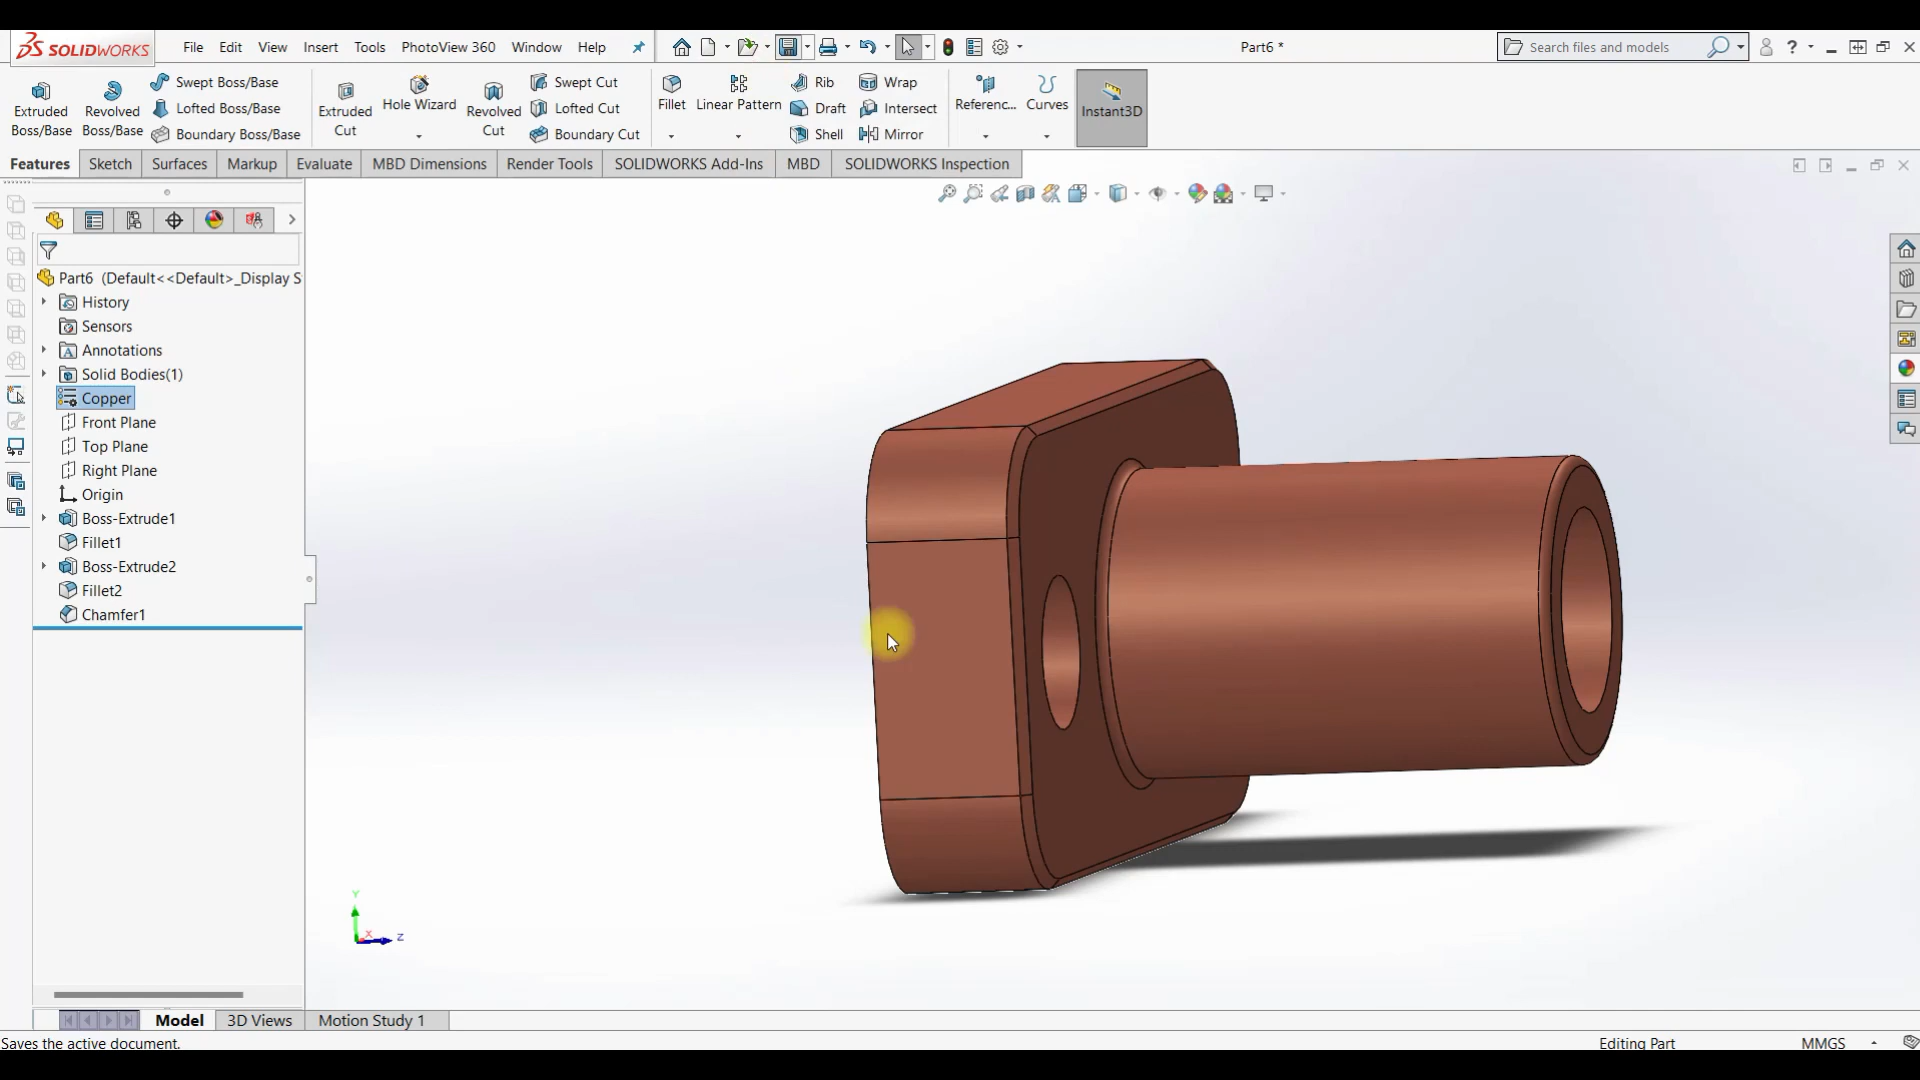 SOLIDWORKS File Edit View Insert Tools PhotoView 360 Window Help Part6 * Search files and models ?
Extruded Boss/Base
Revolved Boss/Base
Swept Boss/Base
Lofted Boss/Base
Boundary Boss/Base
Extruded Cut
Hole Wizard
Revolved Cut
Swept Cut
Lofted Cut
Boundary Cut
Fillet
Linear Pattern
Rib
Draft
Shell
Wrap
Intersect
Mirror
Referenc...
Curves
Instant3D
Features Sketch Surfaces Markup Evaluate MBD Dimensions Render Tools SOLIDWORKS Add-Ins MBD SOLIDWORKS Inspection
Part6 (Default<<Default>_Display S
History
Sensors
Annotations
Solid Bodies(1)
Copper
Front Plane
Top Plane
Right Plane
Origin
Boss-Extrude1
Fillet1
Boss-Extrude2
Fillet2
Chamfer1
Y
X
Z
Model 3D Views Motion Study 1
Saves the active document. Editing Part MMGS